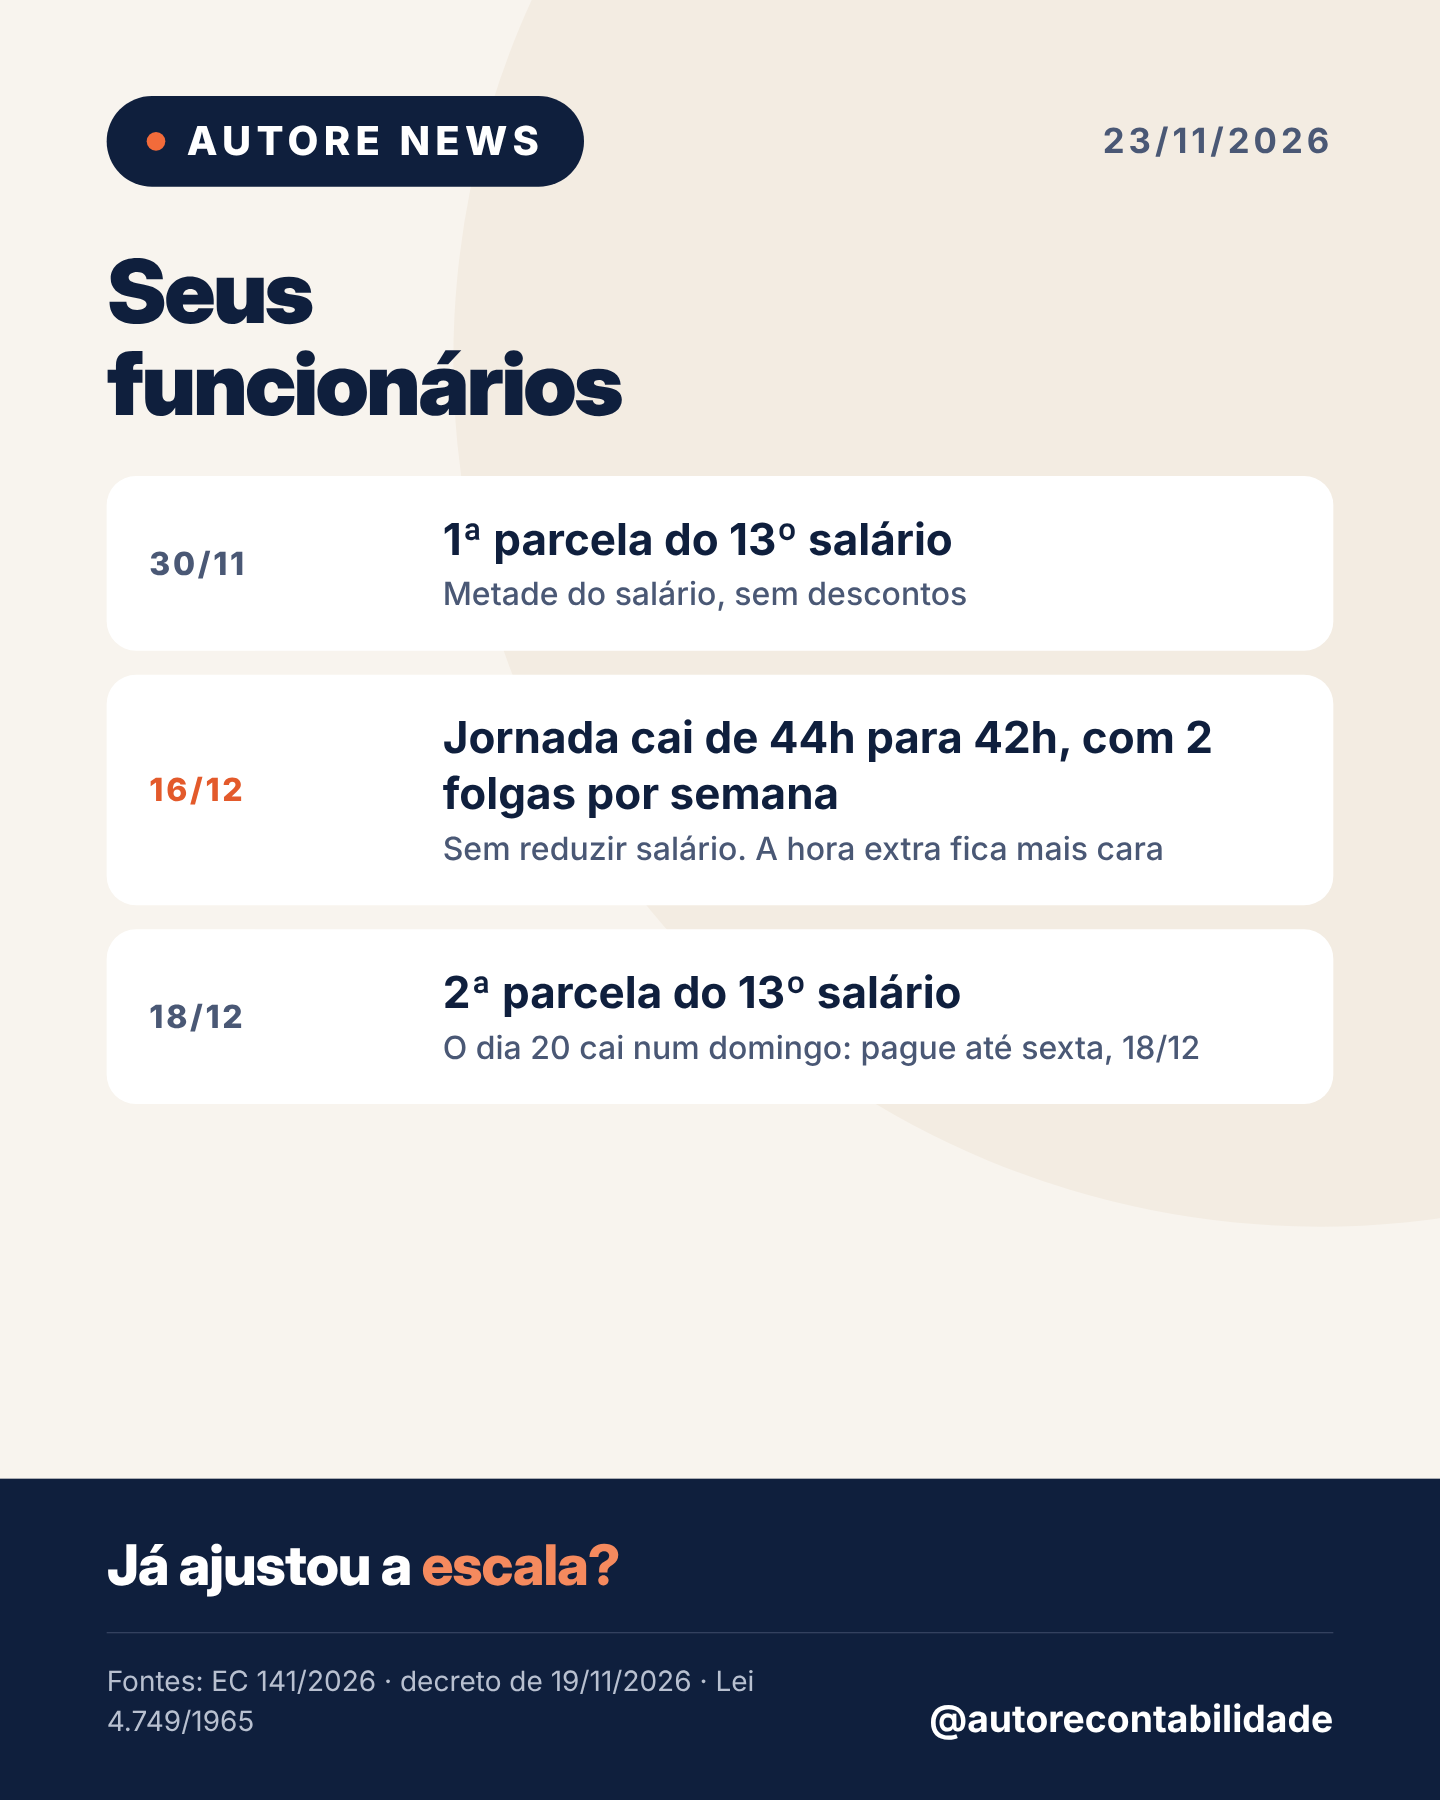 AUTORE NEWS
23/11/2026
Seus
funcionários
30/11
1ª parcela do 13º salário
Metade do salário, sem descontos
16/12
Jornada cai de 44h para 42h, com 2
folgas por semana
Sem reduzir salário. A hora extra fica mais cara
18/12
2ª parcela do 13º salário
O dia 20 cai num domingo: pague até sexta, 18/12
Já ajustou a escala?
Fontes: EC 141/2026 · decreto de 19/11/2026 · Lei
4.749/1965
@autorecontabilidade